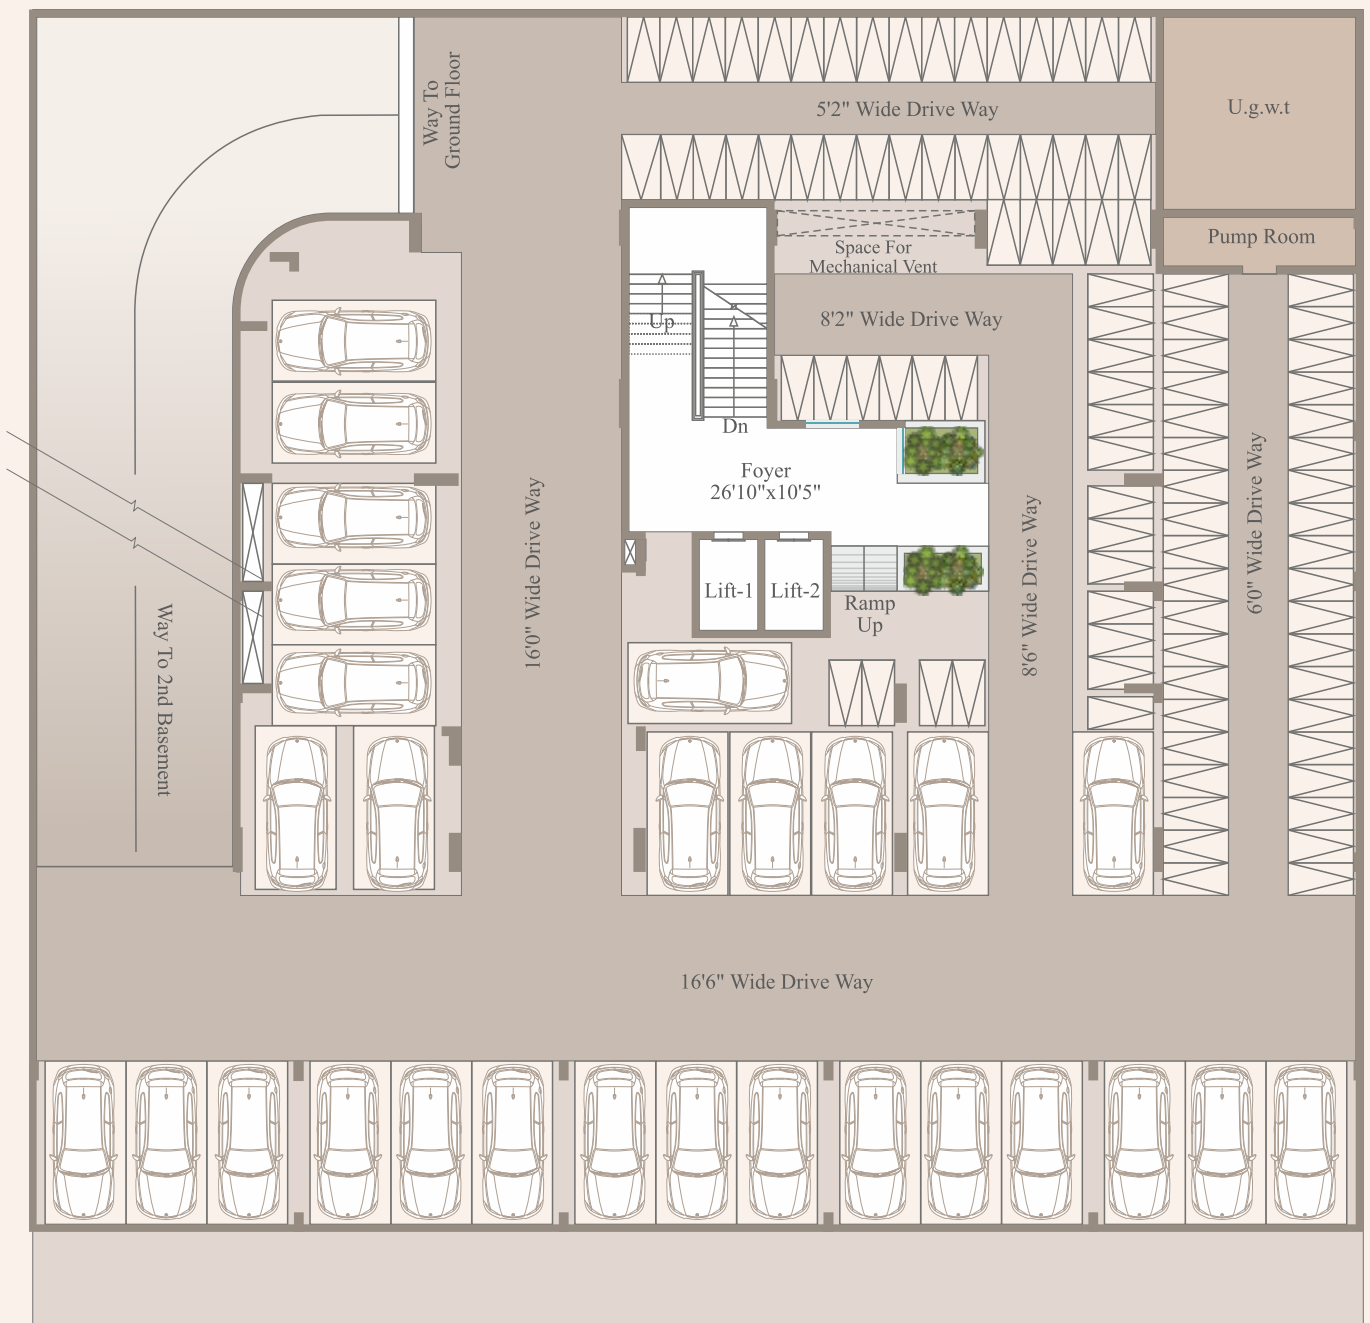 Way To
Ground Floor
5'2" Wide Drive Way
U.g.w.t
Pump Room
Space For
Mechanical Vent
8'2" Wide Drive Way
Up
Dn
Foyer
26'10"x10'5"
16'0" Wide Drive Way
8'6" Wide Drive Way
6'0" Wide Drive Way
Lift-1
Lift-2
Ramp
Up
Way To 2nd Basement
16'6" Wide Drive Way